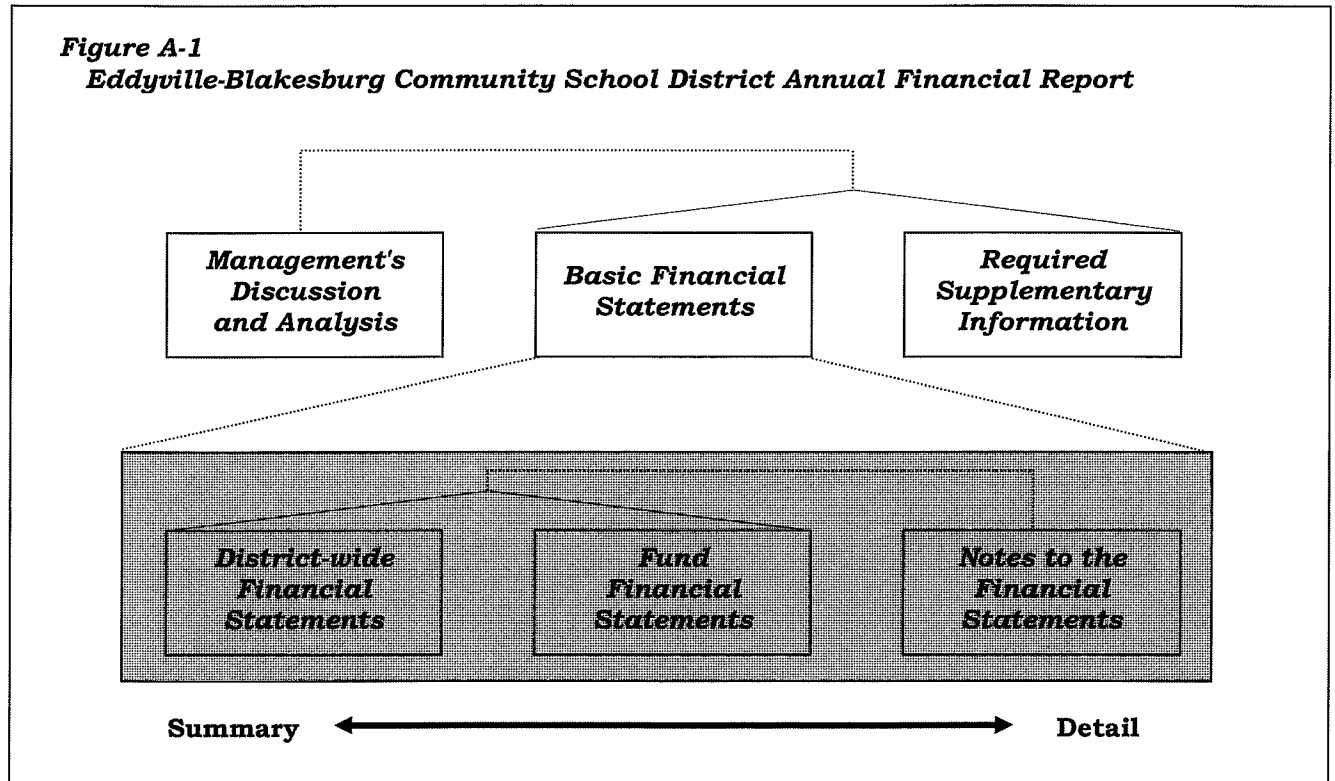 Figure A-1
Eddyville-Blakesburg Community School District Annual Financial Report
Management's
Discussion
and Analysis
Basic Financial
Statements
Required
Supplementary
Information
District-wide
Financial
Statements
Fund
Financial
Statements
Notes to the
Financial
Statements
Summary
Detail